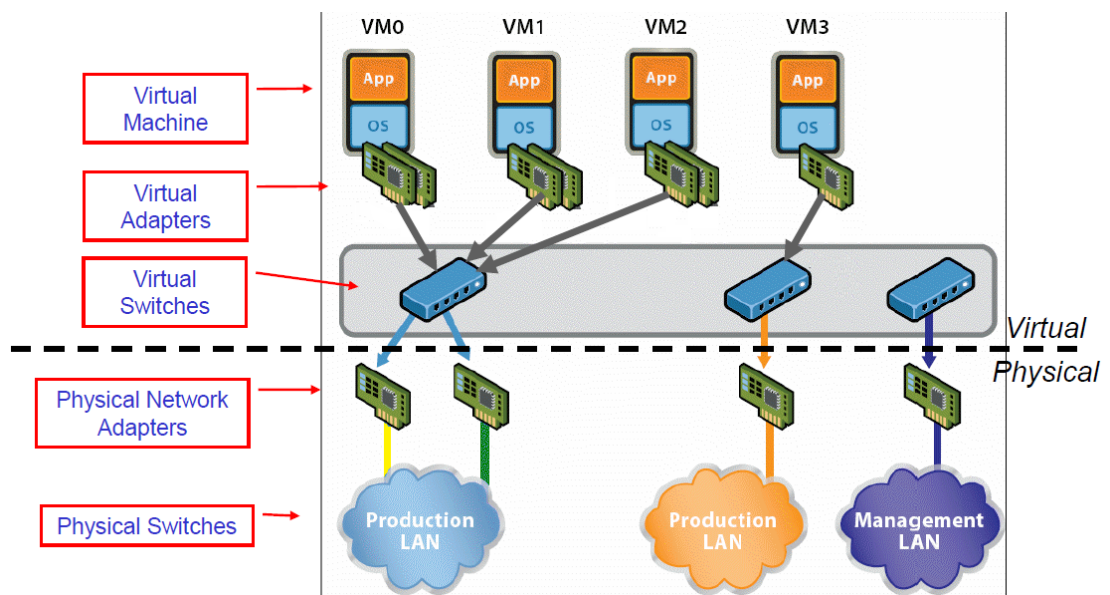 VM0
VM1
VM2
VM3
App
App
App
App
OS
OS
OS
OS
Virtual
Machine
Virtual
Adapters
Virtual
Switches
Virtual
Physical
Physical Network
Adapters
Physical Switches
Production
LAN
Production
LAN
Management
LAN